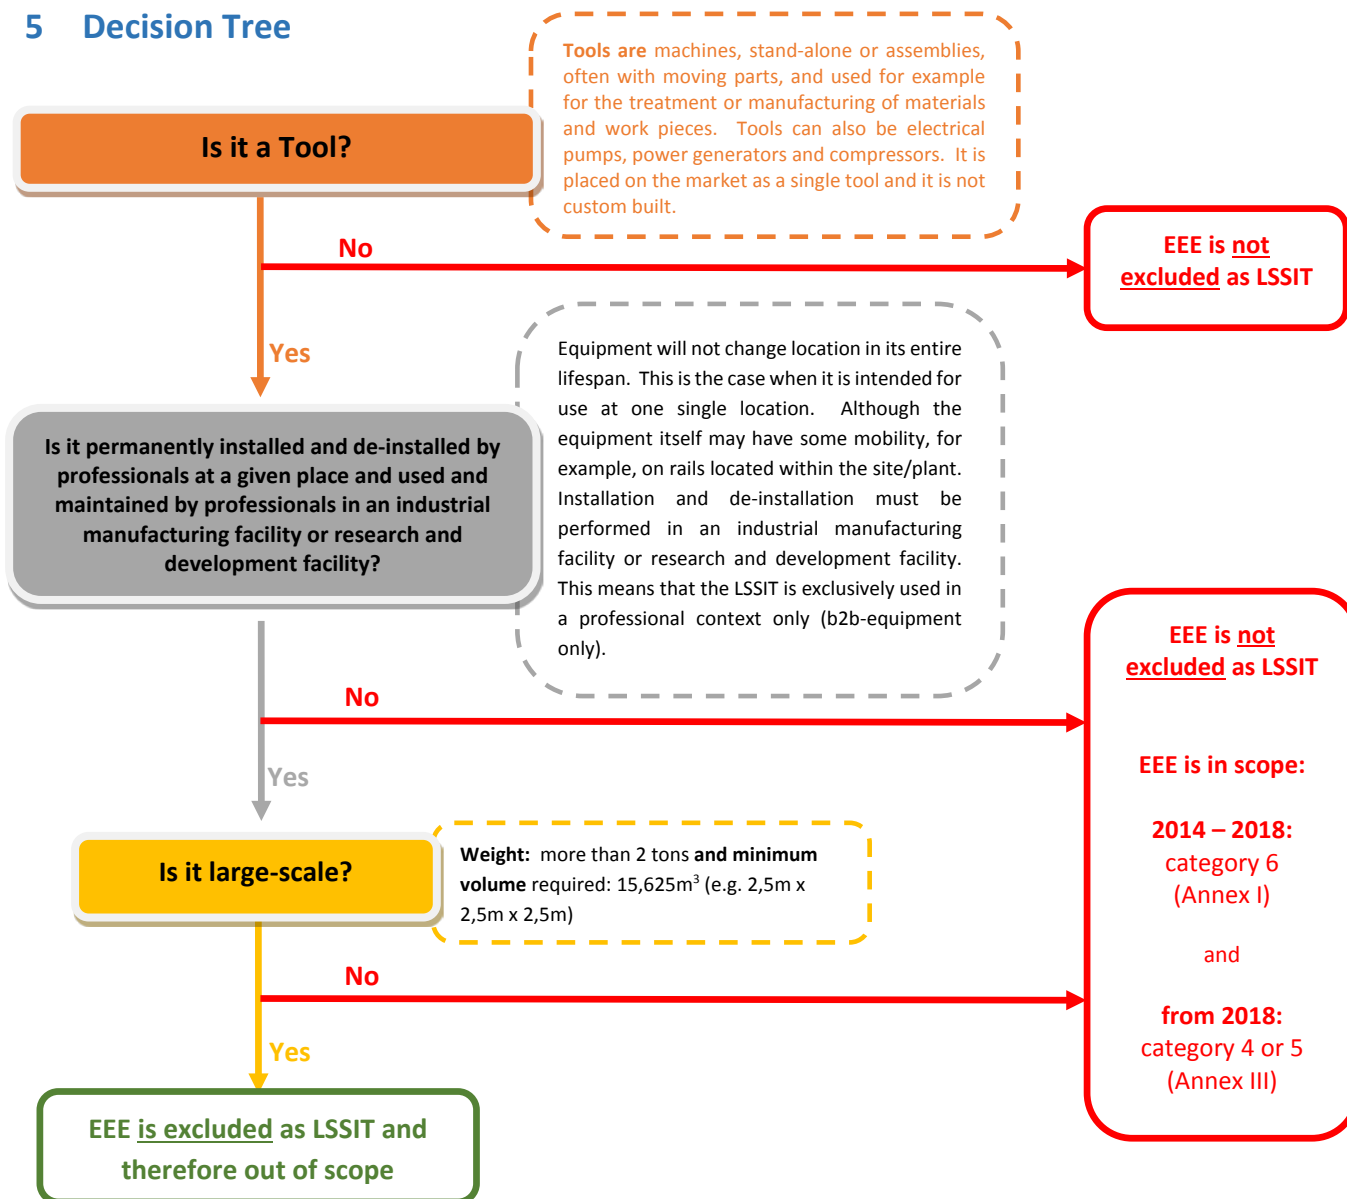 5 Decision Tree
Tools are machines, stand-alone or assemblies,
often with moving parts, and used for example
for the treatment or manufacturing of materials
and work pieces. Tools can also be electrical
pumps, power generators and compressors. It is
placed on the market as a single tool and it is not
custom built.
Is it a Tool?
No
EEE is not
excluded as LSSIT
Yes
Equipment will not change location in its entire
lifespan. This is the case when it is intended for
use at one single location. Although the
equipment itself may have some mobility, for
example, on rails located within the site/plant.
Installation and de-installation must be
performed in an industrial manufacturing
facility or research and development facility.
This means that the LSSIT is exclusively used in
a professional context only (b2b-equipment
only).
Is it permanently installed and de-installed by
professionals at a given place and used and
maintained by professionals in an industrial
manufacturing facility or research and
development facility?
No
EEE is not
excluded as LSSIT
EEE is in scope:
2014 – 2018:
category 6
(Annex I)
and
from 2018:
category 4 or 5
(Annex III)
Yes
Is it large-scale?
Weight: more than 2 tons and minimum
volume required: 15,625m³ (e.g. 2,5m x
2,5m x 2,5m)
No
Yes
EEE is excluded as LSSIT and
therefore out of scope